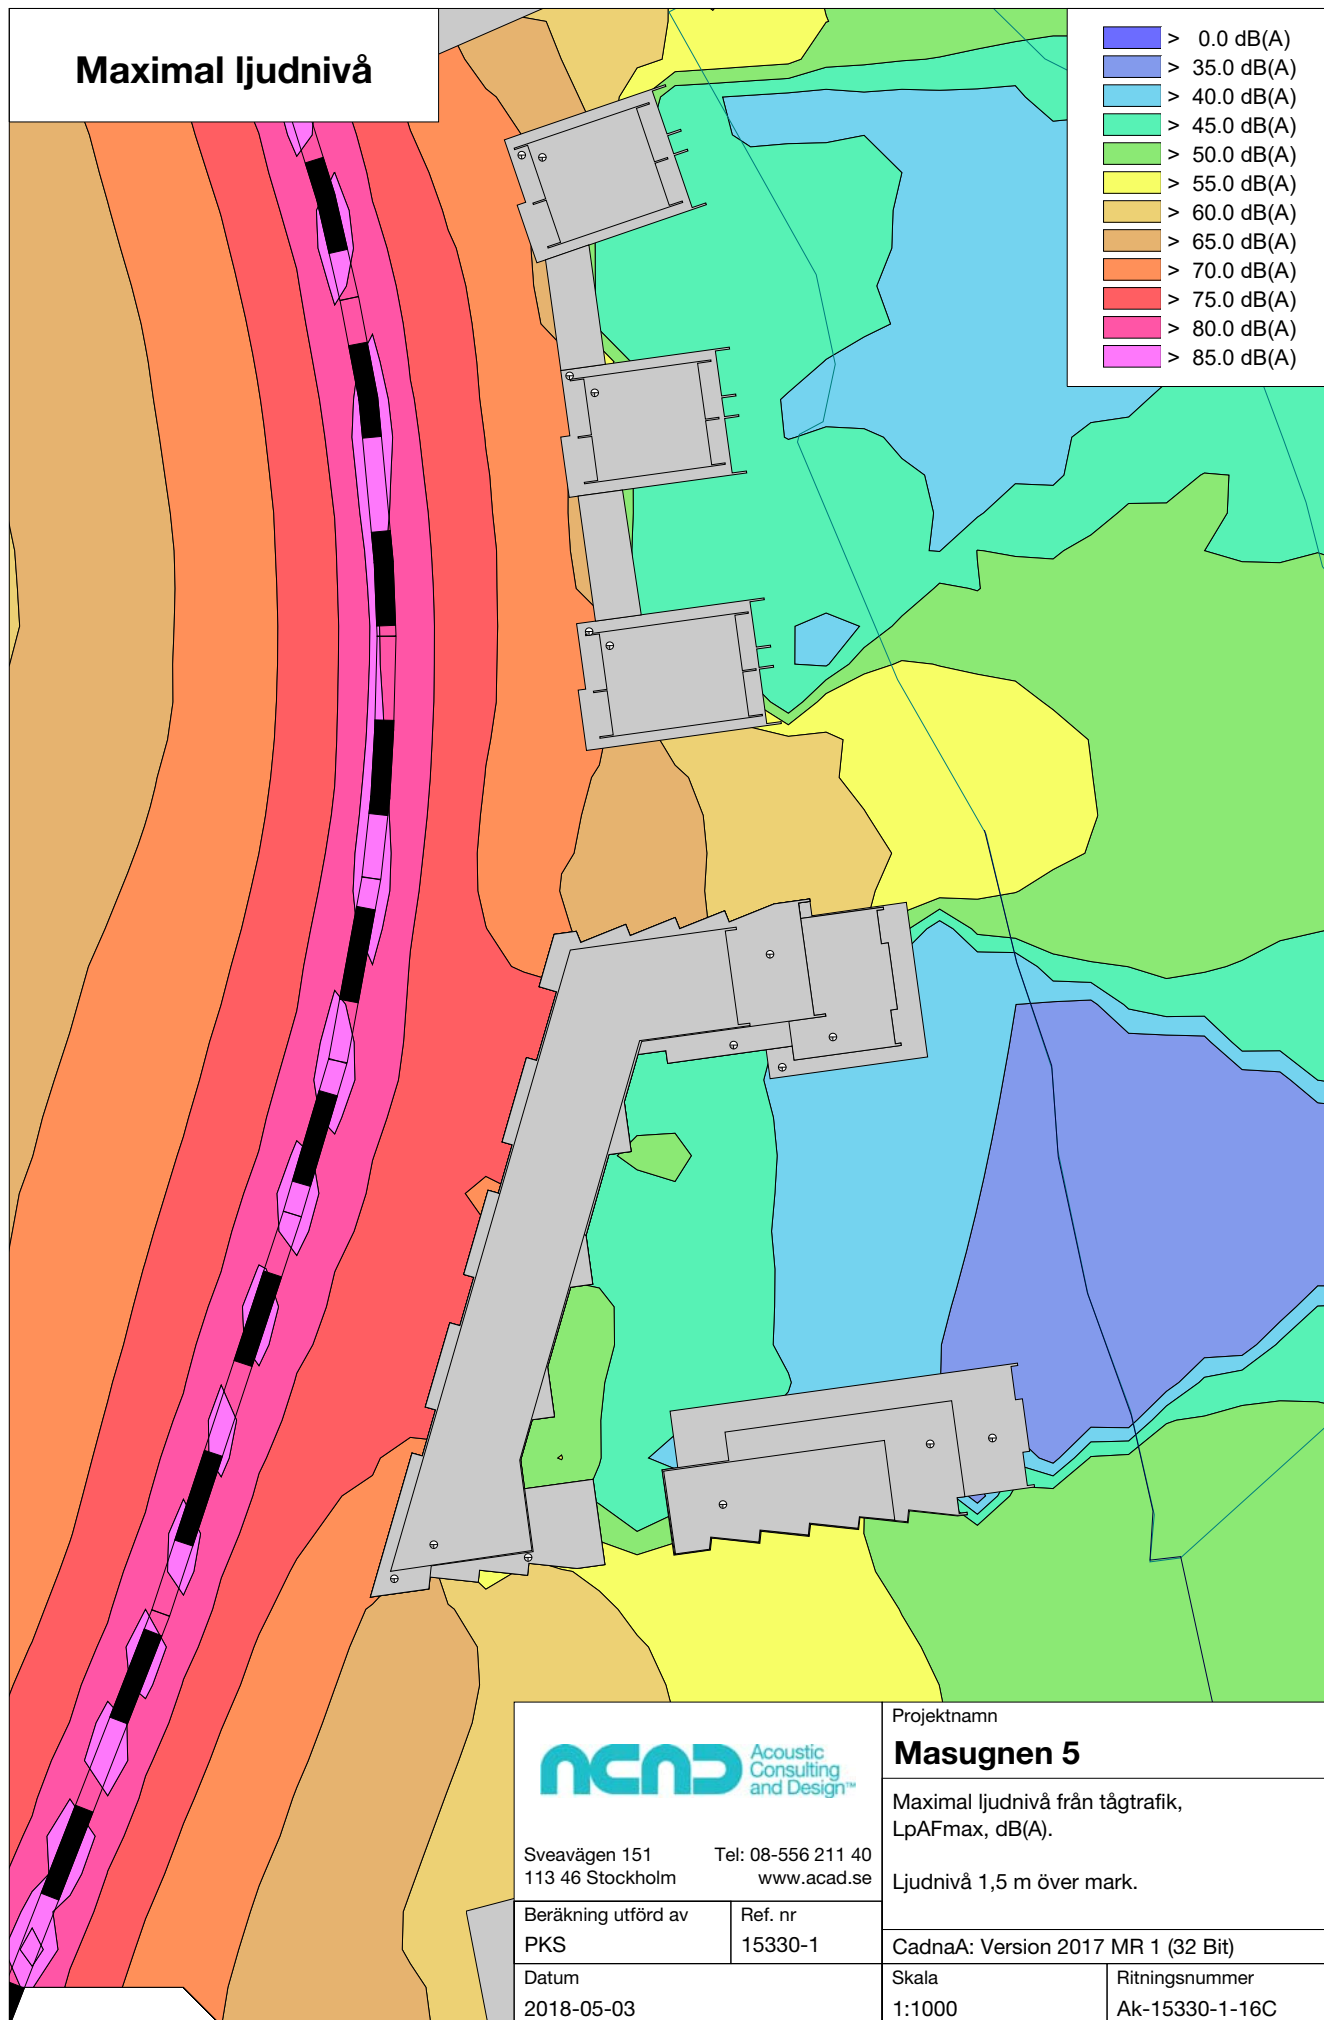 Maximal ljudnivå
> 0.0 dB(A)
> 35.0 dB(A)
> 40.0 dB(A)
> 45.0 dB(A)
> 50.0 dB(A)
> 55.0 dB(A)
> 60.0 dB(A)
> 65.0 dB(A)
> 70.0 dB(A)
> 75.0 dB(A)
> 80.0 dB(A)
> 85.0 dB(A)
ACAD
Acoustic
Consulting
and Design™
Sveavägen 151
113 46 Stockholm
Tel: 08-556 211 40
www.acad.se
Beräkning utförd av
PKS
Ref. nr
15330-1
Datum
2018-05-03
Projektnamn
Masugnen 5
Maximal ljudnivå från tågtrafik,
LpAFmax, dB(A).
Ljudnivå 1,5 m över mark.
CadnaA: Version 2017 MR 1 (32 Bit)
Skala
1:1000
Ritningsnummer
Ak-15330-1-16C